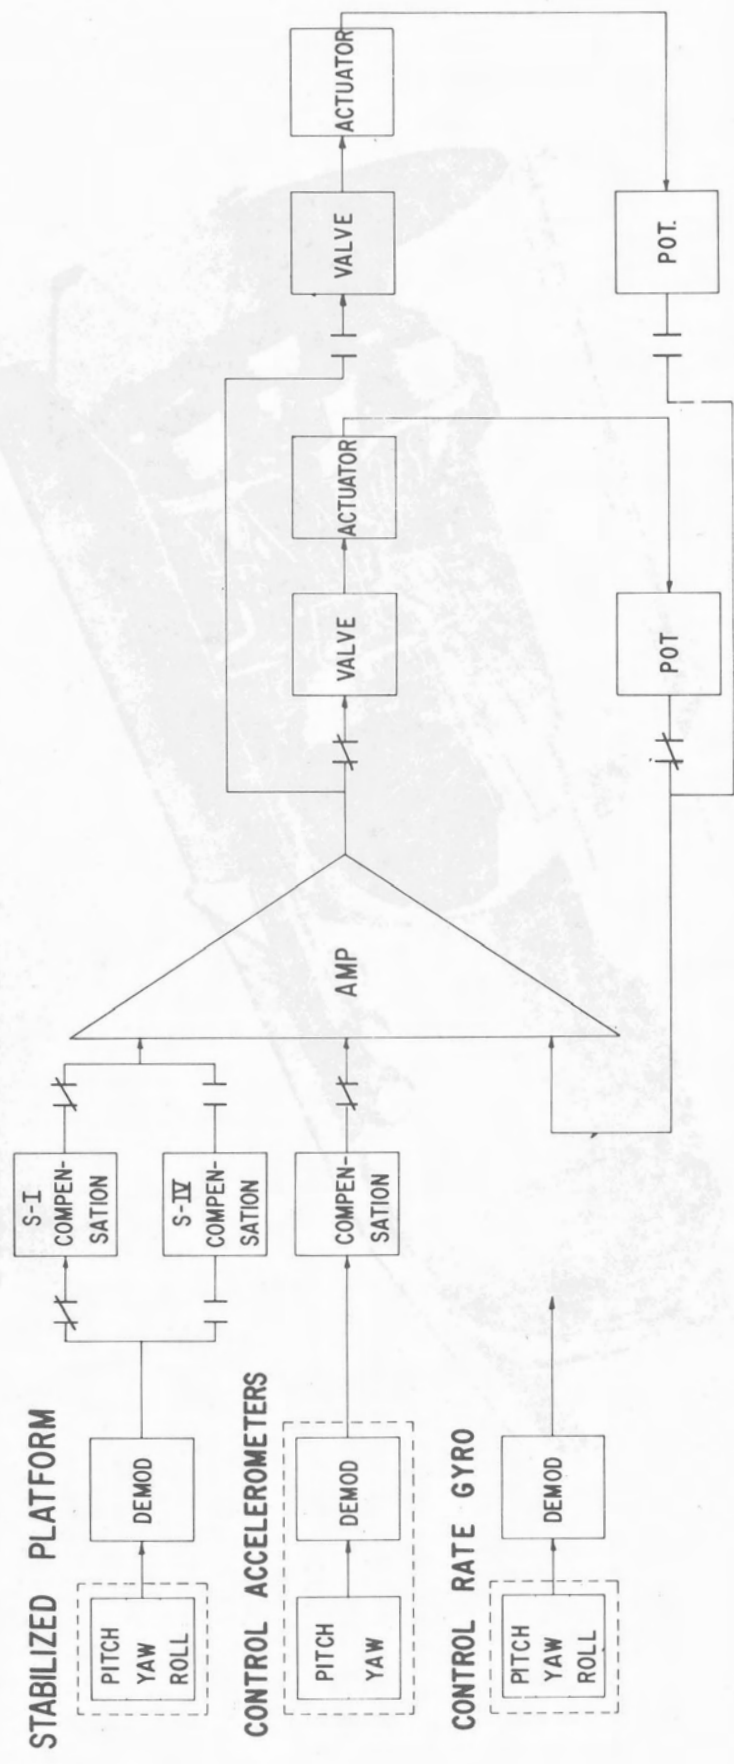 STABILIZED PLATFORM
PITCH
YAW
ROLL
DEMOD
S-I
COMPEN-
SATION
S-IV
COMPEN-
SATION
CONTROL ACCELEROMETERS
PITCH
YAW
DEMOD
COMPEN-
SATION
CONTROL RATE GYRO
PITCH
YAW
ROLL
DEMOD
AMP
VALVE
ACTUATOR
POT
VALVE
ACTUATOR
POT.